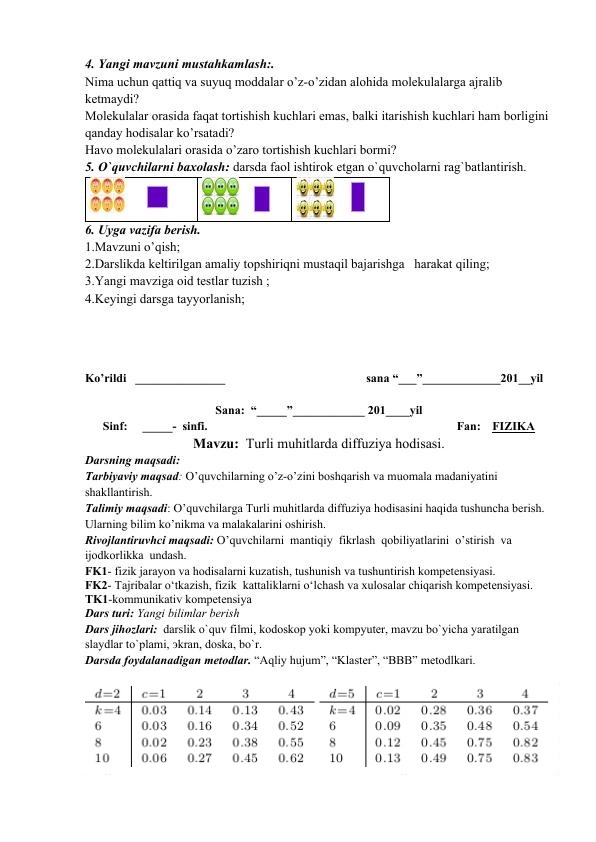 4. Yangi mavzuni mustahkamlash:.
Nima uchun qattiq va suyuq moddalar o’z-o’zidan alohida molekulalarga ajralib
ketmaydi?
Molekulalar orasida faqat tortishish kuchlari emas, balki itarishish kuchlari ham borligini
qanday hodisalar ko’rsatadi?
Havo molekulalari orasida o’zaro tortishish kuchlari bormi?
5. O`quvchilarni baxolash: darsda faol ishtirok etgan o`quvcholarni rag`batlantirish.
6. Uyga vazifa berish.
1.Mavzuni o’qish;
2.Darslikda keltirilgan amaliy topshiriqni mustaqil bajarishga harakat qiling;
3.Yangi mavziga oid testlar tuzish ;
4.Keyingi darsga tayyorlanish;
Ko’rildi _______________ sana “___”_____________201__yil
Sana: “_____”____________ 201____yil
Sinf: _____- sinfi. Fan: FIZIKA
Mavzu: Turli muhitlarda diffuziya hodisasi.
Darsning maqsadi:
Tarbiyaviy maqsad: O’quvchilarning o’z-o’zini boshqarish va muomala madaniyatini
shakllantirish.
Talimiy maqsadi: O’quvchilarga Turli muhitlarda diffuziya hodisasini haqida tushuncha berish.
Ularning bilim ko’nikma va malakalarini oshirish.
Rivojlantiruvhci maqsadi: O’quvchilarni mantiqiy fikrlash qobiliyatlarini o’stirish va
ijodkorlikka undash.
FK1- fizik jarayon va hodisalarni kuzatish, tushunish va tushuntirish kompetensiyasi.
FK2- Tajribalar o‘tkazish, fizik kattaliklarni o‘lchash va xulosalar chiqarish kompetensiyasi.
TK1-kommunikativ kompetensiya
Dars turi: Yangi bilimlar berish
Dars jihozlari: darslik o`quv filmi, kodoskop yoki kompyuter, mavzu bo`yicha yaratilgan
slaydlar to`plami, эkran, doska, bo`r.
Darsda foydalanadigan metodlar. “Aqliy hujum”, “Klaster”, “BBB” metodlkari.
d=2 c=1 2 3 4 d=5 c=1 2 3 4
k=4 0.03 0.14 0.13 0.43 k=4 0.02 0.28 0.36 0.37
6 0.03 0.16 0.34 0.52 6 0.09 0.35 0.48 0.54
8 0.02 0.23 0.38 0.55 8 0.12 0.45 0.75 0.82
10 0.06 0.27 0.45 0.62 10 0.13 0.49 0.75 0.83